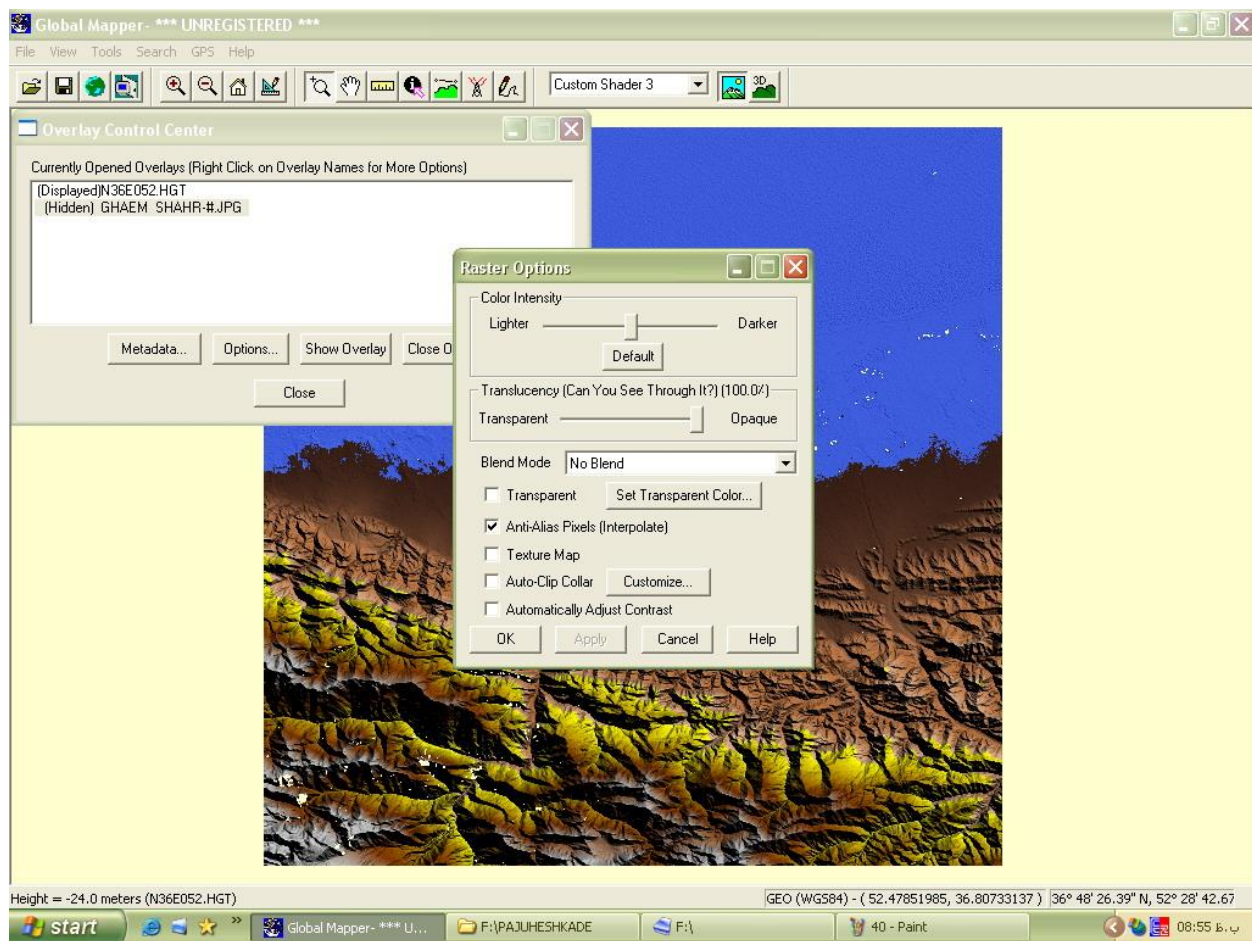 Global Mapper- *** UNREGISTERED ***
File View Tools Search GPS Help
Custom Shader 3
3D
Overlay Control Center
Currently Opened Overlays (Right Click on Overlay Names for More Options)
(Displayed)N36E052.HGT
(Hidden) GHAEM SHAHR-#.JPG
Metadata... Options... Show Overlay Close O
Close
Raster Options
Color Intensity
Lighter Darker
Default
Translucency (Can You See Through It?) (100.0%)
Transparent Opaque
Blend Mode No Blend
Transparent Set Transparent Color...
Anti-Alias Pixels (Interpolate)
Texture Map
Auto-Clip Collar Customize...
Automatically Adjust Contrast
OK Apply Cancel Help
Height = -24.0 meters (N36E052.HGT) GEO (WGS84) - ( 52.47851985, 36.80733137 ) 36° 48' 26.39" N, 52° 28' 42.67
start Global Mapper- *** U... F:\PAJUHESHKADE F:\ 40 - Paint 08:55 ب.ظ